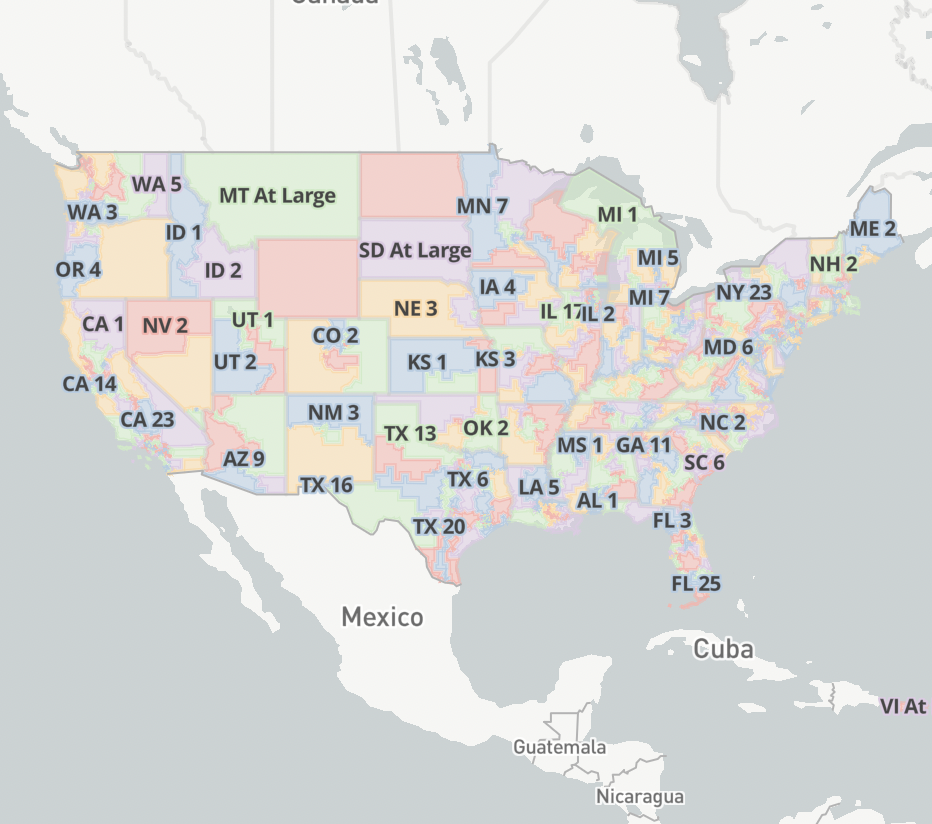 Canada
WA 5
MT At Large
WA 3
MN 7
MI 1
ID 1
ME 2
SD At Large
OR 4
ID 2
MI 5
NH 2
IA 4
NY 23
MI 7
NE 3
IL 17
IL 2
UT 1
CA 1
NV 2
CO 2
MD 6
UT 2
KS 1
KS 3
CA 14
NM 3
CA 23
NC 2
TX 13
OK 2
MS 1
GA 11
AZ 9
SC 6
TX 16
TX 6
LA 5
AL 1
FL 3
TX 20
FL 25
Mexico
Cuba
VI At
Guatemala
Nicaragua